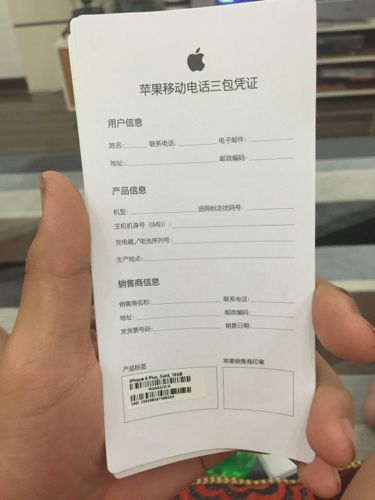 苹果移动电话三包凭证
用户信息
姓名: 联系电话: 电子邮件:
地址: 邮政编码:
产品信息
机型: 进网标志扰码号:
主机机身号 (IMEI):
充电器/电池序列号:
生产地点:
销售商信息
销售商名称: 联系电话:
地址: 邮政编码:
发货票号码: 销售日期:
产品标签 苹果销售商印章
iPhone 6 Plus, Gold, 16GB